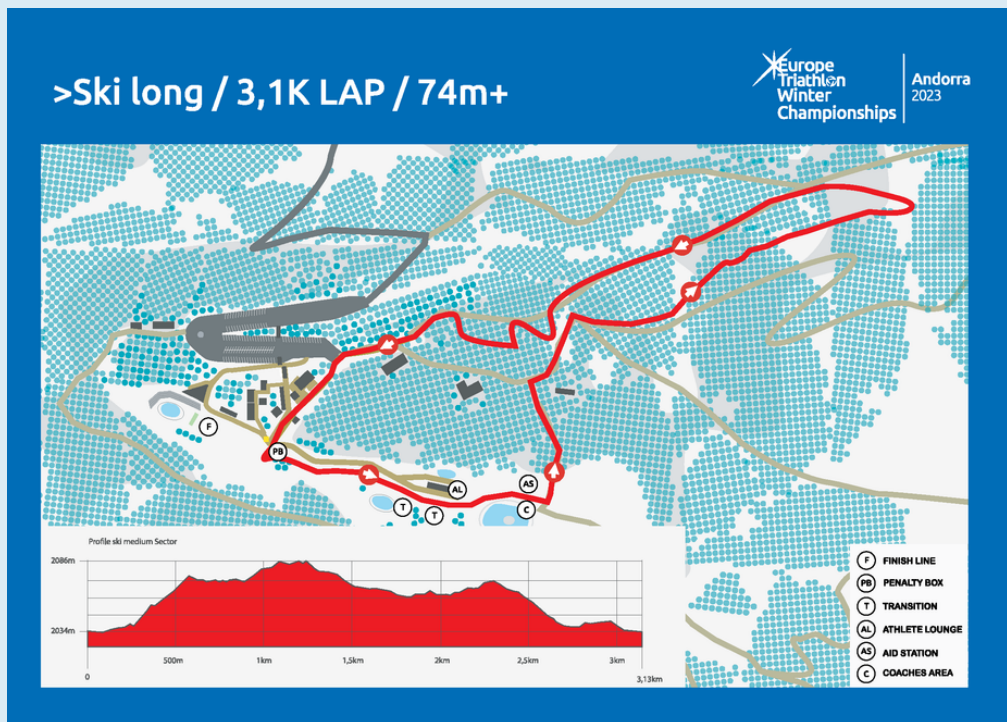 >Ski long / 3,1K LAP / 74m+
Europe
Triathlon
Winter
Championships
Andorra
2023
F
PB
AL
AS
T
T
C
Profile ski medium Sector
2086m
2034m
500m
1km
1,5km
2km
2,5km
3km
0
3,13km
F FINISH LINE
PB PENALTY BOX
T TRANSITION
AL ATHLETE LOUNGE
AS AID STATION
C COACHES AREA